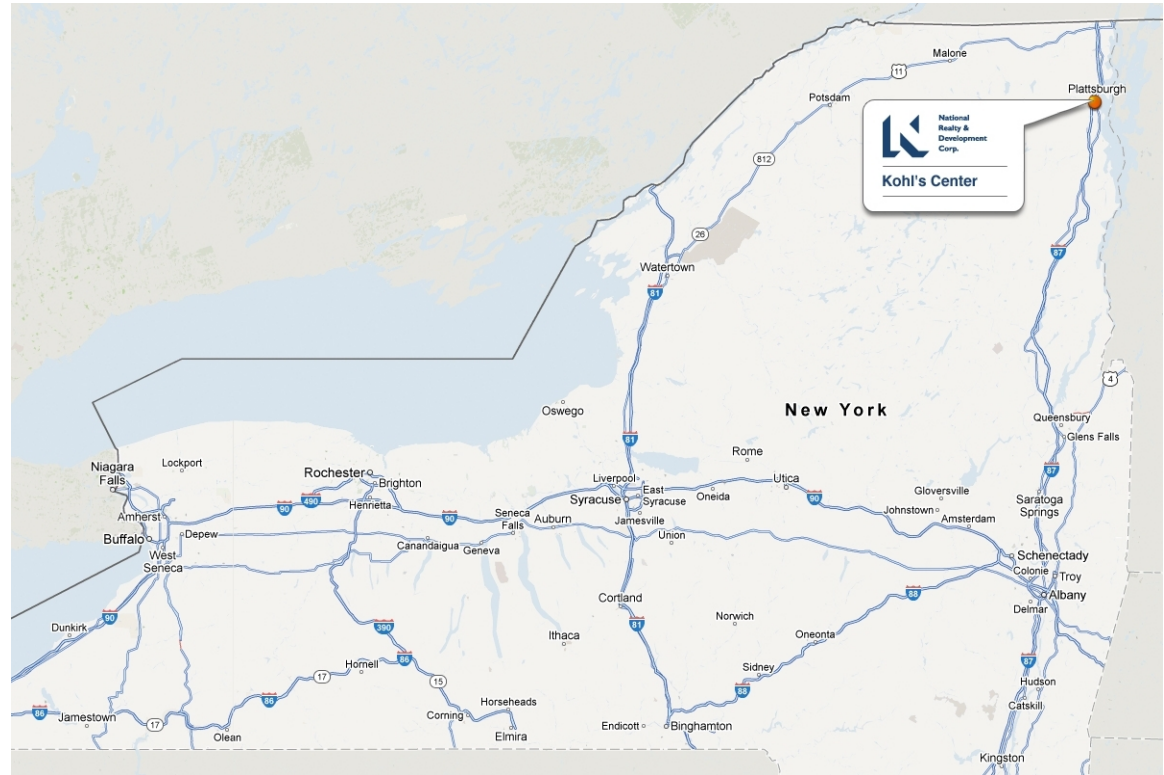 Malone
11
Plattsburgh
Potsdam
National
Realty &
Development
Corp.
Kohl's Center
812
26
87
Watertown
81
4
New York
Oswego
Queensbury
Glens Falls
81
Rome
Niagara
Falls
Lockport
Rochester
Brighton
Liverpool
East
Syracuse
Utica
87
490
90
Hennetta
Syracuse
Oneida
90
Gloversville
Saratoga
Springs
Amherst
90
Seneca
Falls
Auburn
Jamesville
Johnstown
Amsterdam
Buffalo
Depew
Canandaigua
Geneva
Union
Schenectady
West
Seneca
Colonie
Troy
88
Albany
Cortland
Delmar
90
Dunkirk
390
81
Norwich
Ithaca
Oneonta
86
Hornell
17
15
Sidney
87
86
88
Hudson
Horseheads
Catskill
86
Jamestown
17
Corning
Endicott
Binghamton
Olean
Elmira
Kingston